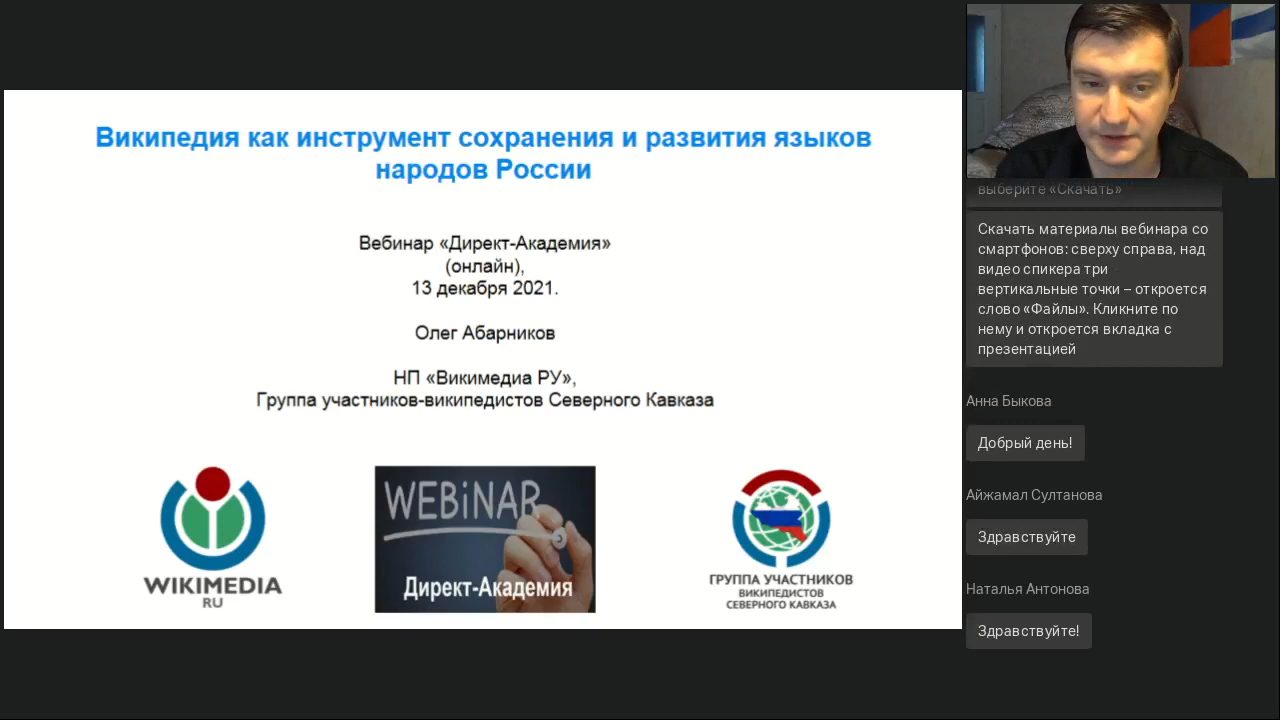 Википедия как инструмент сохранения и развития языков
народов России
Вебинар «Директ-Академия»
(онлайн),
13 декабря 2021.
Олег Абарников
НП «Викимедиа РУ»,
Группа участников-википедистов Северного Кавказа
WIKIMEDIA
RU
WEBiNAR
Директ-Академия
ГРУППА УЧАСТНИКОВ
ВИКИПЕДИСТОВ
СЕВЕРНОГО КАВКАЗА
выберите «Скачать»
Скачать материалы вебинара со
смартфонов: сверху справа, над
видео спикера три
вертикальные точки – откроется
слово «Файлы». Кликните по
нему и откроется вкладка с
презентацией
Анна Быкова
Добрый день!
Айжамал Султанова
Здравствуйте
Наталья Антонова
Здравствуйте!